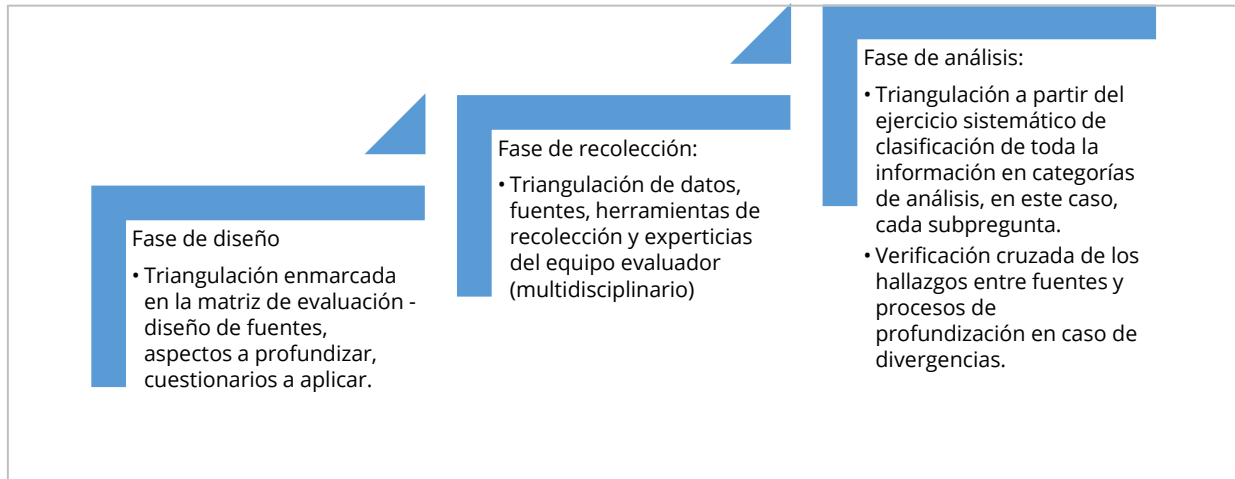 Fase de diseño
• Triangulación enmarcada
en la matriz de evaluación -
diseño de fuentes,
aspectos a profundizar,
cuestionarios a aplicar.
Fase de recolección:
• Triangulación de datos,
fuentes, herramientas de
recolección y experticias
del equipo evaluador
(multidisciplinario)
Fase de análisis:
• Triangulación a partir del
ejercicio sistemático de
clasificación de toda la
información en categorías
de análisis, en este caso,
cada subpregunta.
• Verificación cruzada de los
hallazgos entre fuentes y
procesos de
profundización en caso de
divergencias.